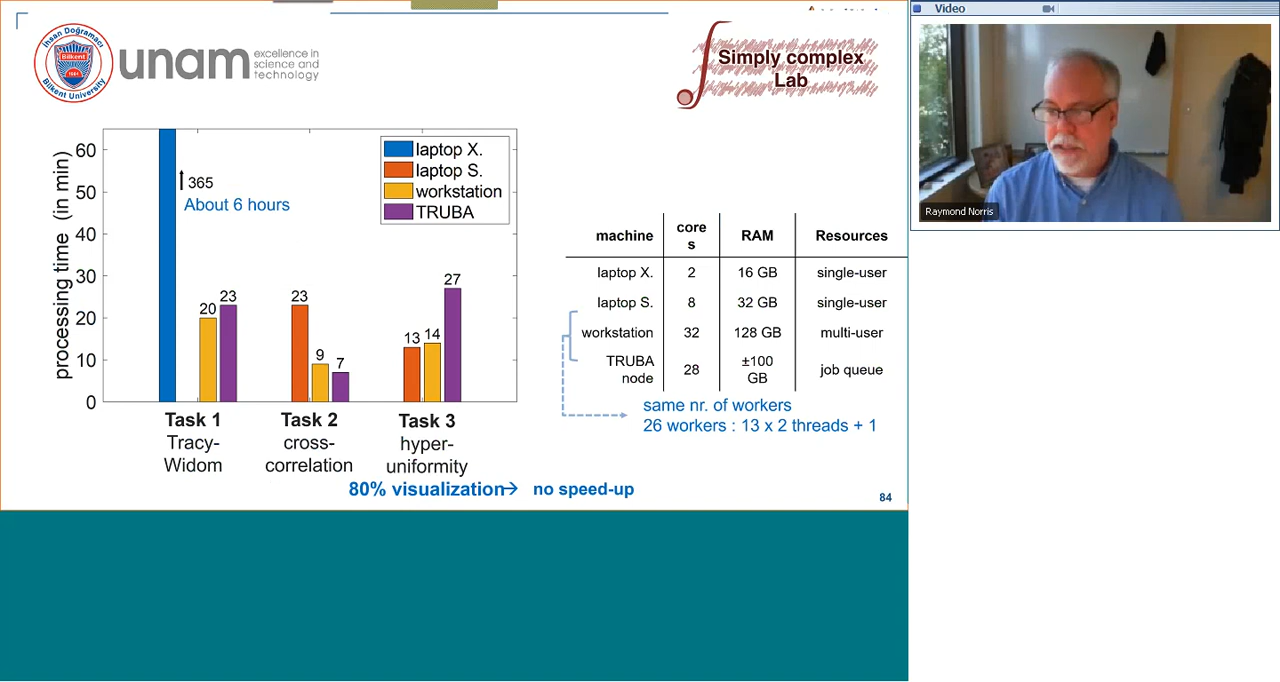 İhsan Doğramacı
Bilkent
1984
Bilkent University
unam
excellence in
science and
technology
Simply complex
Lab
processing time (in min)
60
50
40
30
20
10
0
365
About 6 hours
laptop X.
laptop S.
workstation
TRUBA
20
23
23
9
7
13
14
27
Task 1
Tracy-
Widom
Task 2
cross-
correlation
Task 3
hyper-
uniformity
80% visualization→ no speed-up
machine
core
s
RAM
Resources
laptop X. 2 16 GB single-user
laptop S. 8 32 GB single-user
workstation 32 128 GB multi-user
TRUBA
node
28
±100
GB
job queue
same nr. of workers
26 workers : 13 x 2 threads + 1
84
Video
Raymond Norris